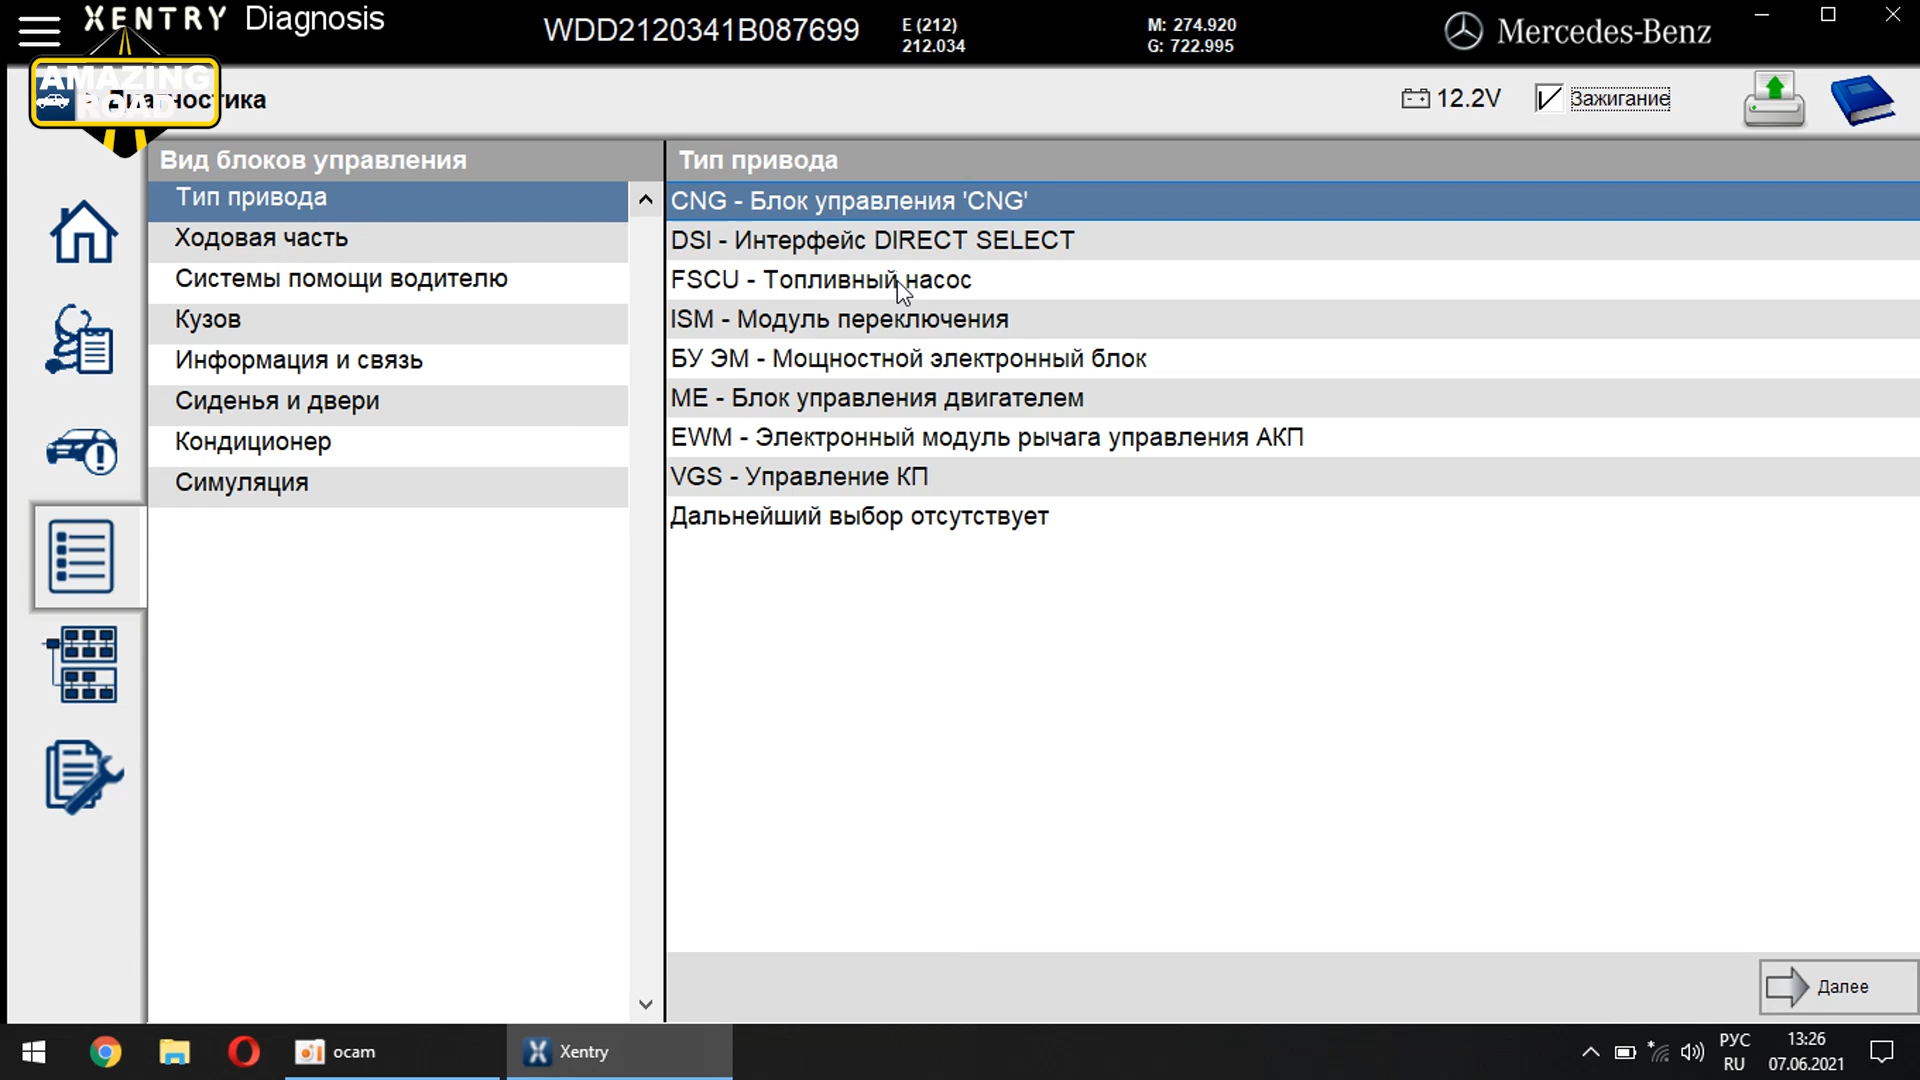 XENTRY Diagnosis
WDD2120341B087699
E (212)
212.034
M: 274.920
G: 722.995
Mercedes-Benz
AMAZING
ROAD
Диагностика
12.2V
Зажигание
Вид блоков управления
Тип привода
Ходовая часть
Системы помощи водителю
Кузов
Информация и связь
Сиденья и двери
Кондиционер
Симуляция
Тип привода
CNG - Блок управления 'CNG'
DSI - Интерфейс DIRECT SELECT
FSCU - Топливный насос
ISM - Модуль переключения
БУ ЭМ - Мощностной электронный блок
ME - Блок управления двигателем
EWM - Электронный модуль рычага управления АКП
VGS - Управление КП
Дальнейший выбор отсутствует
Далее
ocam
Xentry
РУС
RU
13:26
07.06.2021